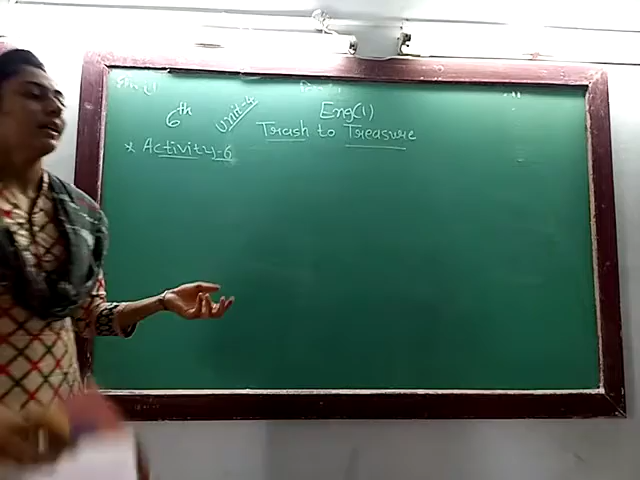 6th Unit-4 Eng(1)
Trash to Treasure
* Activity-6